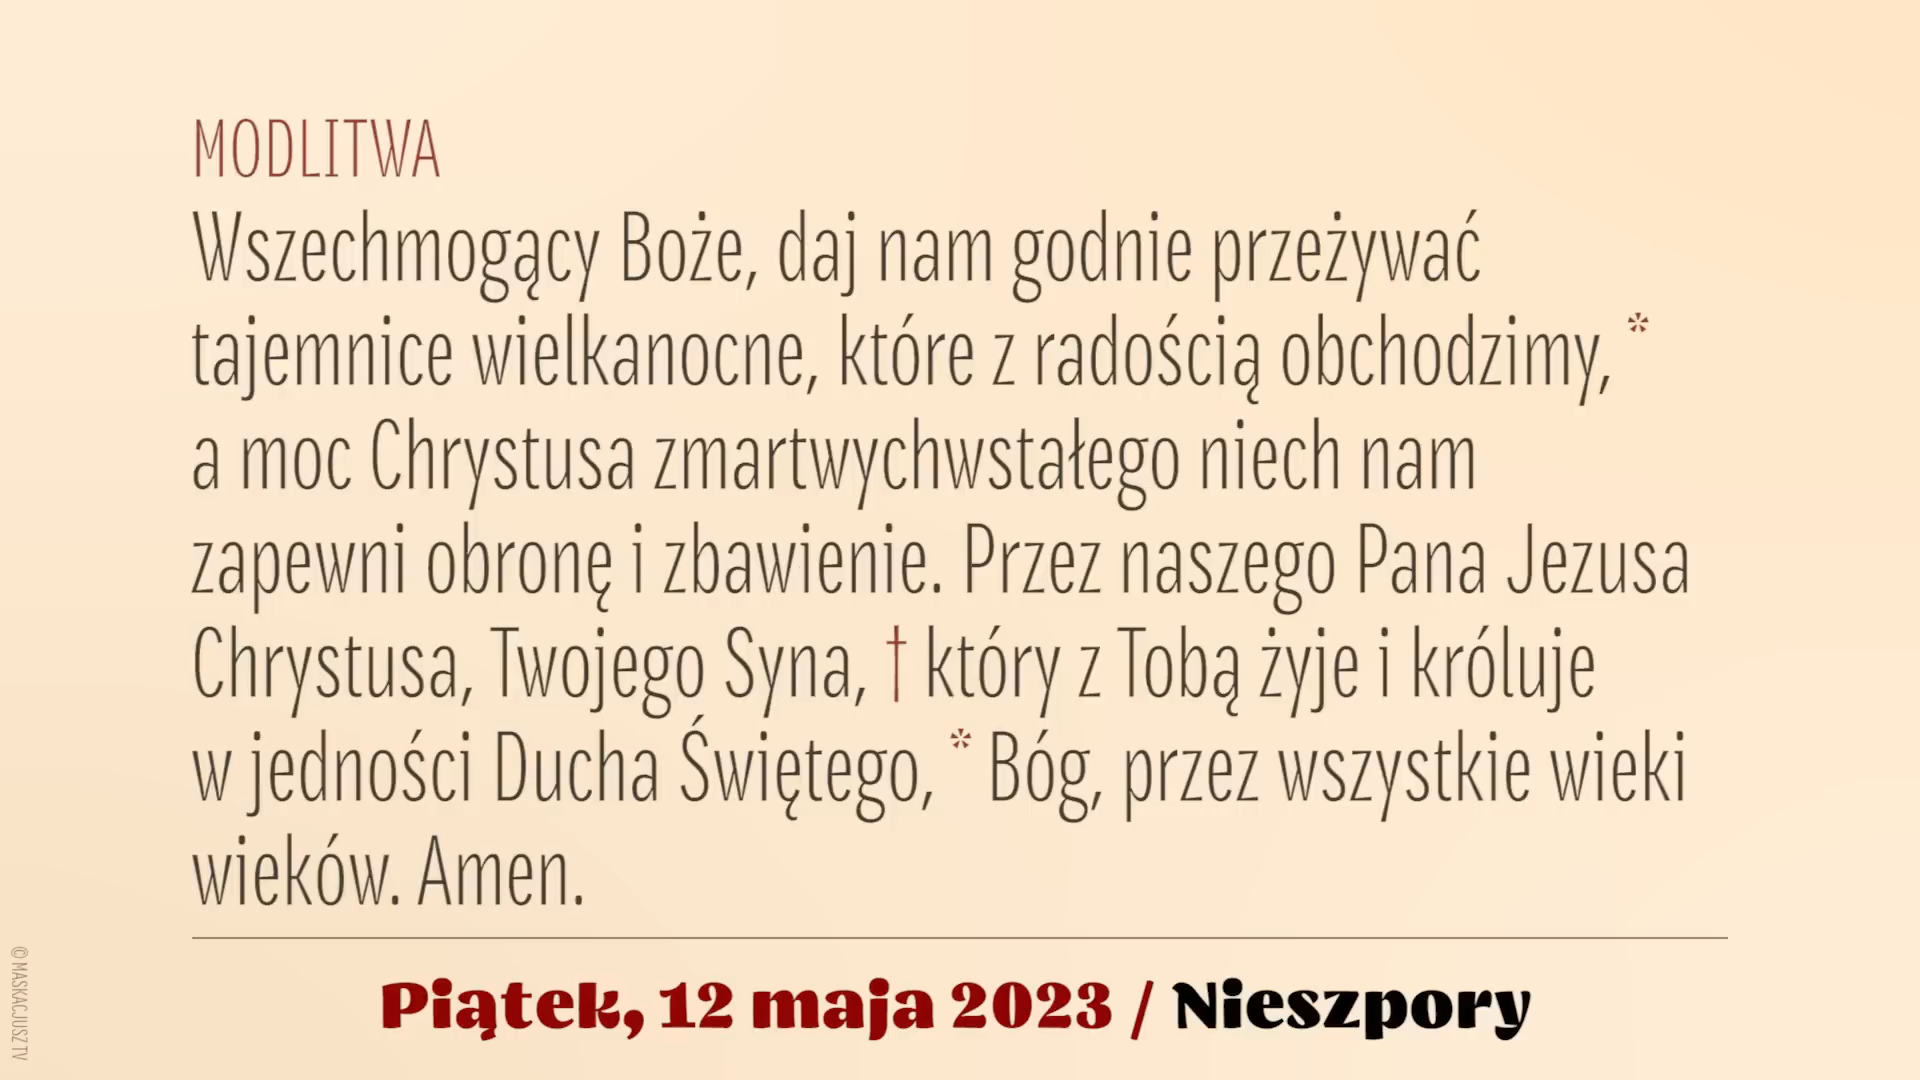 MODLITWA
Wszechmogący Boże, daj nam godnie przeżywać
tajemnice wielkanocne, które z radością obchodzimy, *
a moc Chrystusa zmartwychwstałego niech nam
zapewni obronę i zbawienie. Przez naszego Pana Jezusa
Chrystusa, Twojego Syna, † który z Tobą żyje i króluje
w jedności Ducha Świętego, * Bóg, przez wszystkie wieki
wieków. Amen.
Piątek, 12 maja 2023 / Nieszpory
© MASKACJUSZ TV